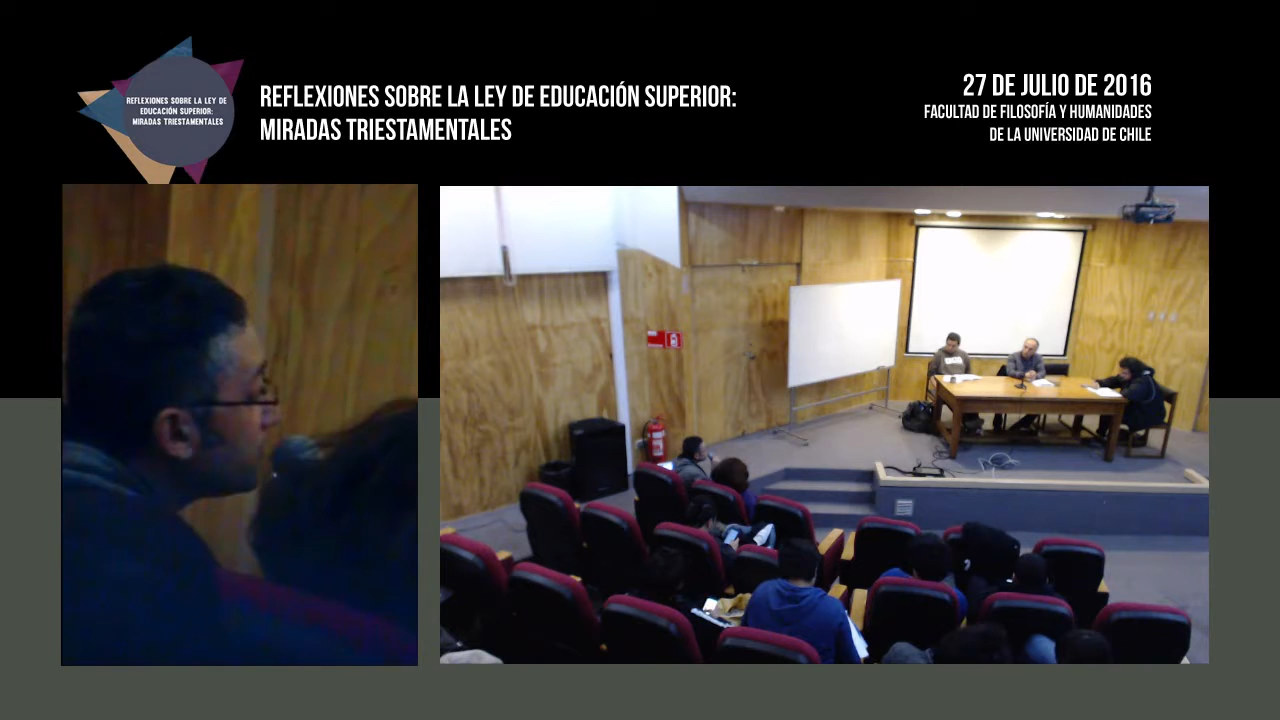 REFLEXIONES SOBRE LA LEY DE
EDUCACIÓN SUPERIOR:
MIRADAS TRIESTAMENTALES
REFLEXIONES SOBRE LA LEY DE EDUCACIÓN SUPERIOR:
MIRADAS TRIESTAMENTALES
27 DE JULIO DE 2016
FACULTAD DE FILOSOFÍA Y HUMANIDADES
DE LA UNIVERSIDAD DE CHILE